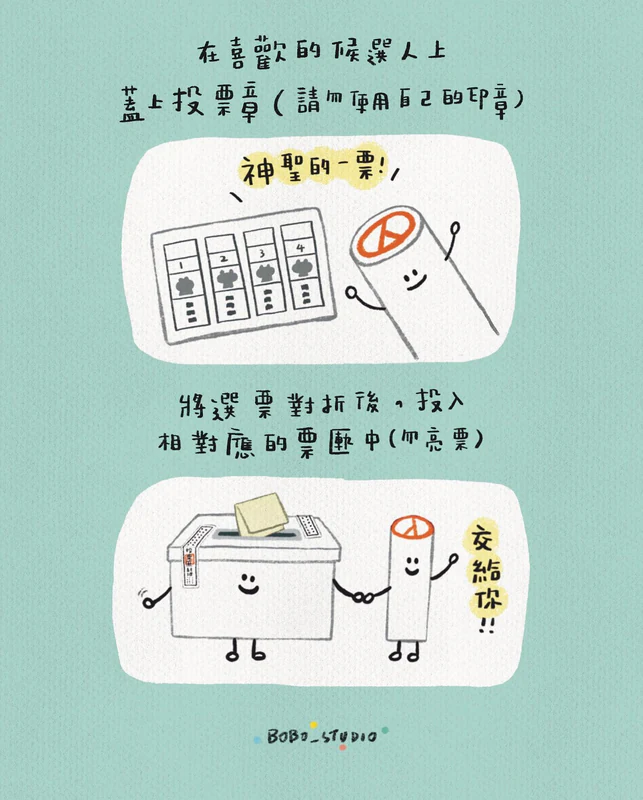 在喜歡的候選人上
蓋上投票章(請勿使用自己的印章)
神聖的一票!
1 2 3 4
將選票對折後,投入
相對應的票匭中(勿亮票)
交給你!!
BOBO_STUDIO